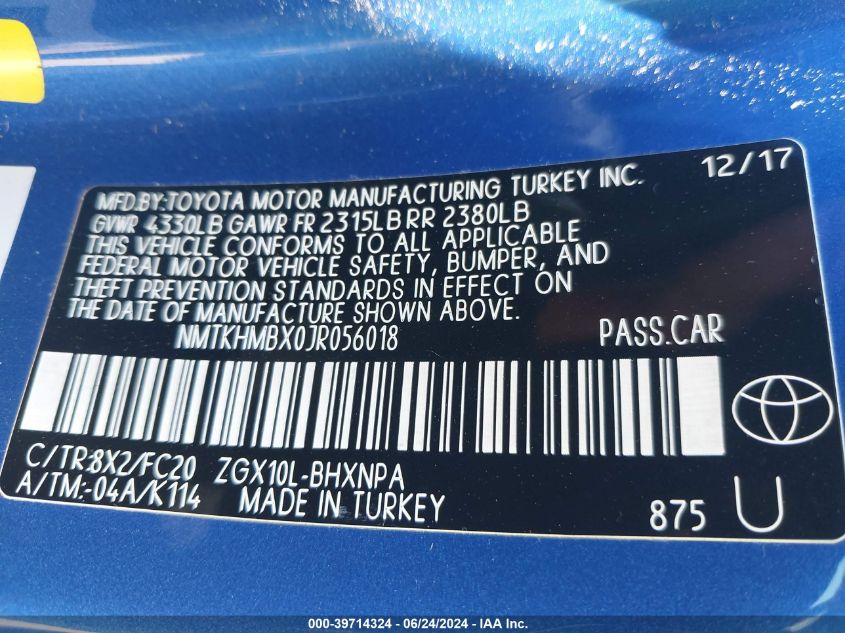 MFD.BY:TOYOTA MOTOR MANUFACTURING TURKEY INC. 12/17
GVWR 4330LB GAWR FR 2315LB RR 2380LB
THIS VEHICLE CONFORMS TO ALL APPLICABLE
FEDERAL MOTOR VEHICLE SAFETY, BUMPER, AND
THEFT PREVENTION STANDARDS IN EFFECT ON
THE DATE OF MANUFACTURE SHOWN ABOVE.
NMTKHMBX0JR056018 PASS.CAR
C/TR:8X2/FC20 ZGX10L-BHXNPA
A/TM:-04A/K114 MADE IN TURKEY 875 U
000-39714324 - 06/24/2024 - IAA Inc.